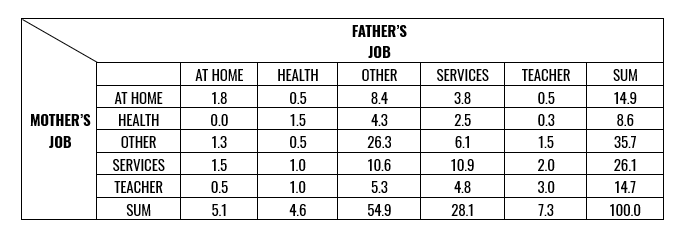 FATHER'S
JOB
AT HOME HEALTH OTHER SERVICES TEACHER SUM
MOTHER'S
JOB
AT HOME 1.8 0.5 8.4 3.8 0.5 14.9
HEALTH 0.0 1.5 4.3 2.5 0.3 8.6
OTHER 1.3 0.5 26.3 6.1 1.5 35.7
SERVICES 1.5 1.0 10.6 10.9 2.0 26.1
TEACHER 0.5 1.0 5.3 4.8 3.0 14.7
SUM 5.1 4.6 54.9 28.1 7.3 100.0